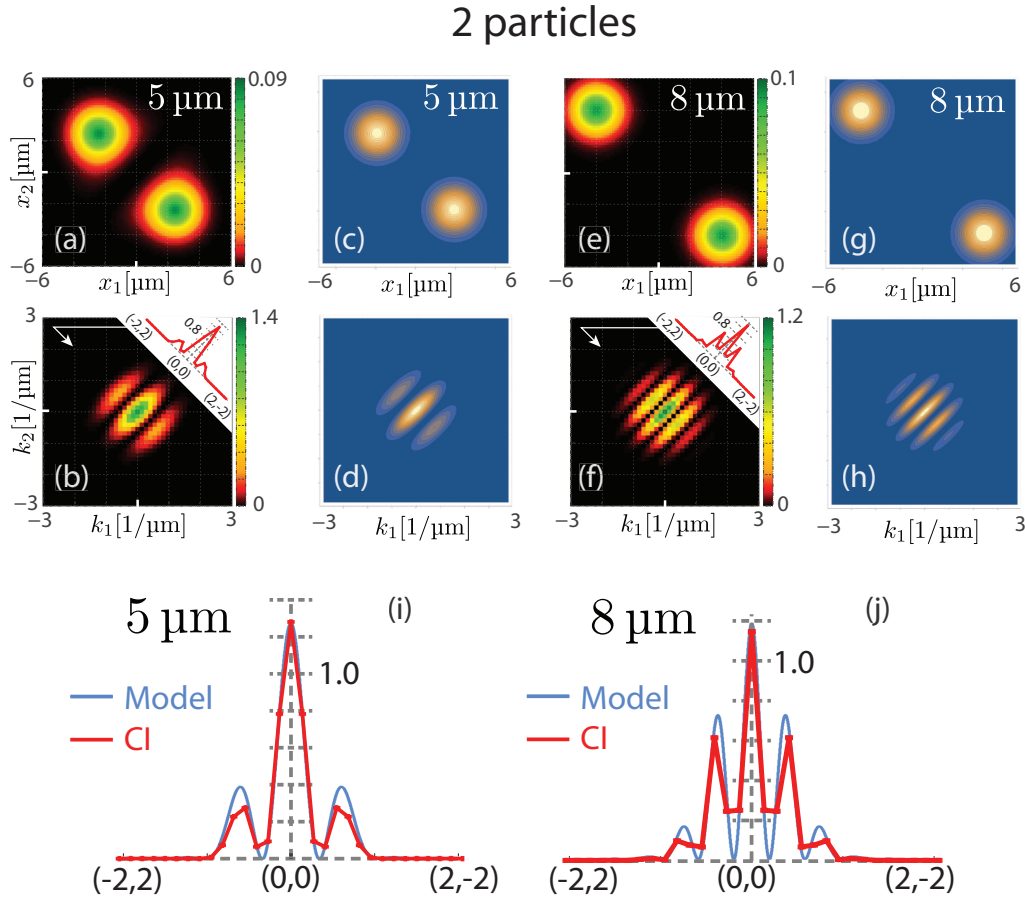 2 particles
6
5 μm
0.09
5 μm
8 μm
0.1
8 μm
x₂[μm]
(a)
(c)
(e)
(g)
−6
0
0
−6
x₁[μm]
6
x₁[μm]
6
−6
x₁[μm]
6
x₁[μm]
6
3
(-2,2)
0.8
(0,0)
(2,-2)
1.4
(-2,2)
0.8
(0,0)
(2,-2)
1.2
k₂[1/μm]
(b)
(d)
(f)
(h)
−3
0
0
−3
k₁[1/μm]
3
−3
k₁[1/μm]
3
−3
k₁[1/μm]
3
−3
k₁[1/μm]
3
5 μm
(i)
1.0
Model
CI
(-2,2)
(0,0)
(2,-2)
8 μm
(j)
1.0
Model
CI
(-2,2)
(0,0)
(2,-2)